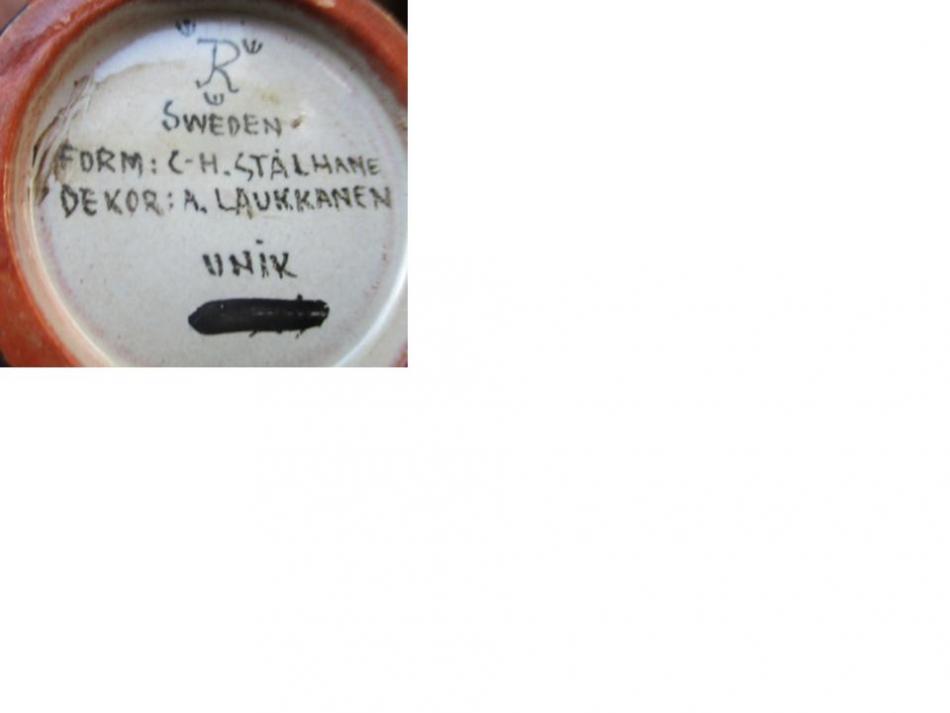 R
SWEDEN
FORM: C-H. STÅLHANE
DEKOR: A. LAUKKANEN
UNIK